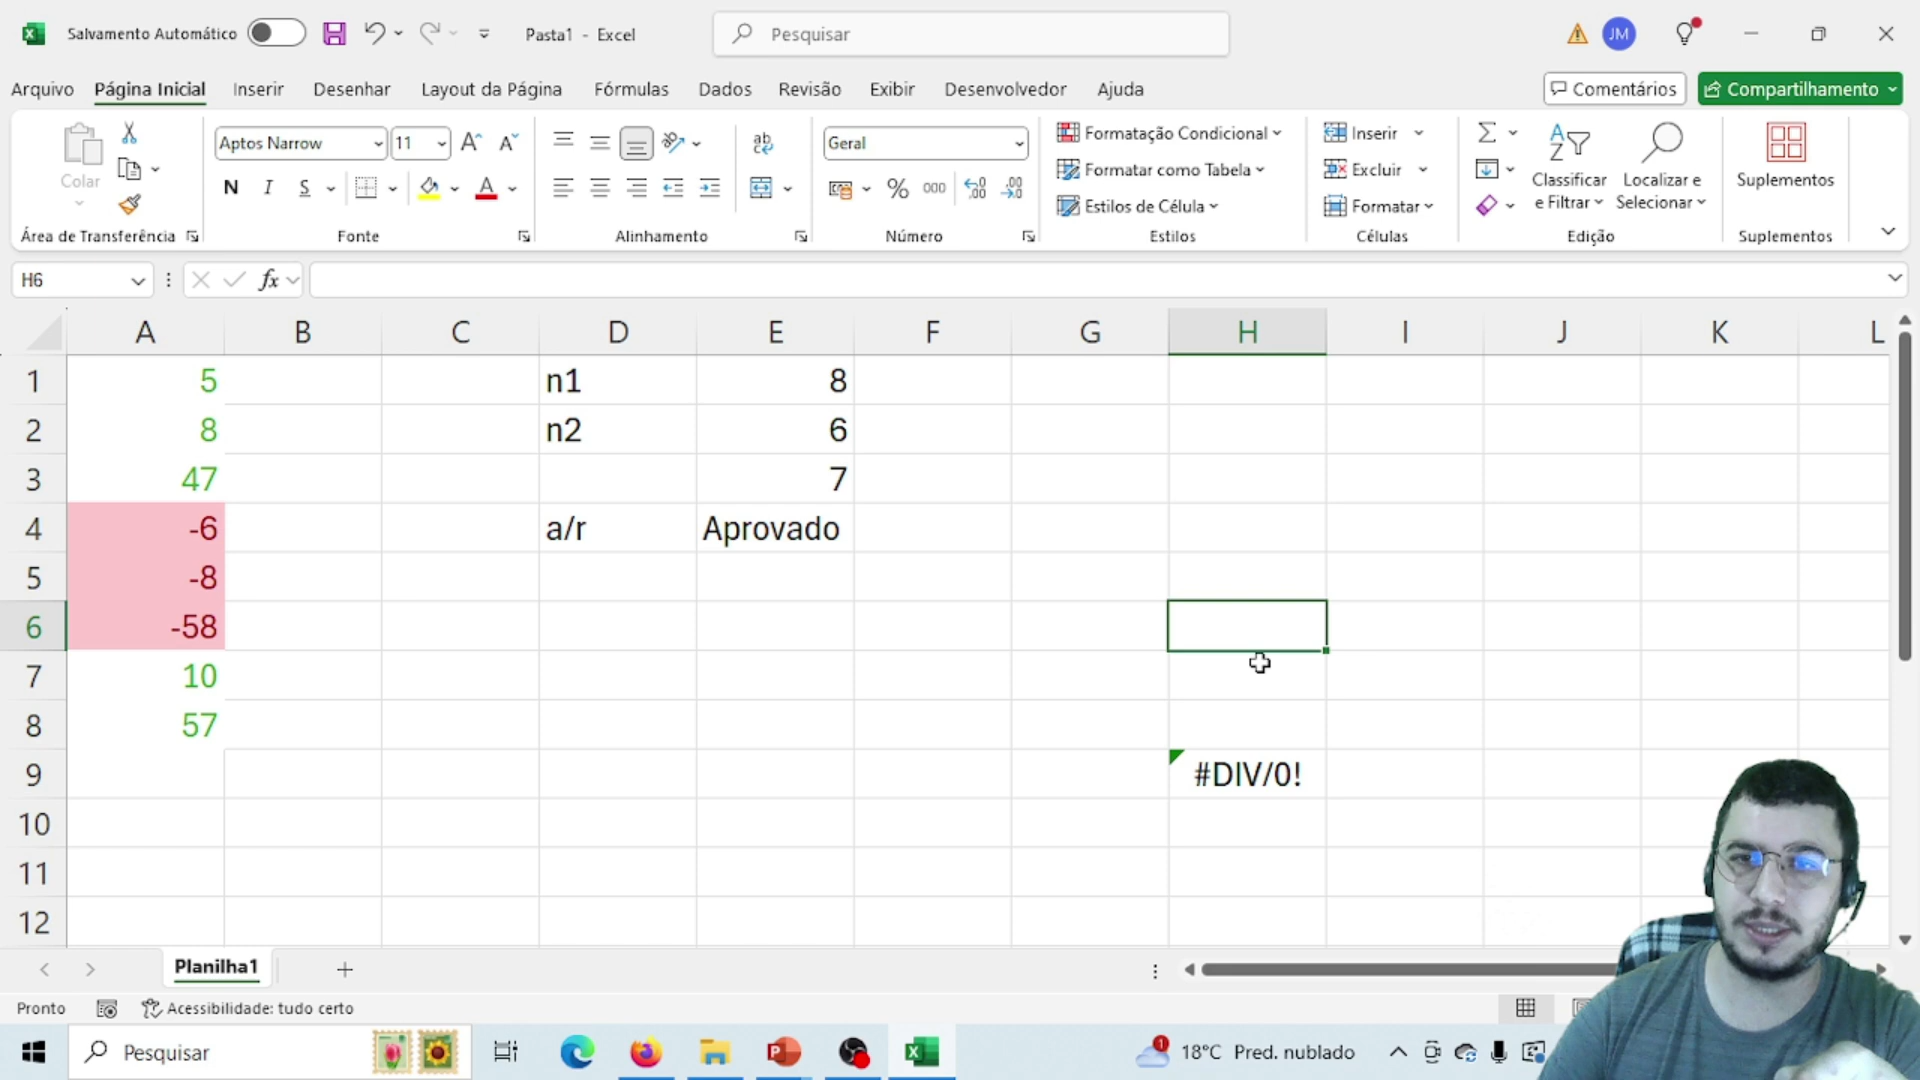 Salvamento Automático
Pasta1 - Excel
Pesquisar
JM
Arquivo
Página Inicial
Inserir
Desenhar
Layout da Página
Fórmulas
Dados
Revisão
Exibir
Desenvolvedor
Ajuda
Comentários
Compartilhamento
Colar
Área de Transferência
Aptos Narrow
11
N I S
Fonte
Alinhamento
Geral
% 000
Número
Formatação Condicional
Formatar como Tabela
Estilos de Célula
Estilos
Inserir
Excluir
Formatar
Células
Classificar e Filtrar
Localizar e Selecionar
Edição
Suplementos
Suplementos
H6
fx
A B C D E F G H I J K L
1 5 n1 8
2 8 n2 6
3 47 7
4 -6 a/r Aprovado
5 -8
6 -58
7 10
8 57
9 #DIV/0!
10
11
12
Planilha1
Pronto
Acessibilidade: tudo certo
Pesquisar
1
18°C Pred. nublado